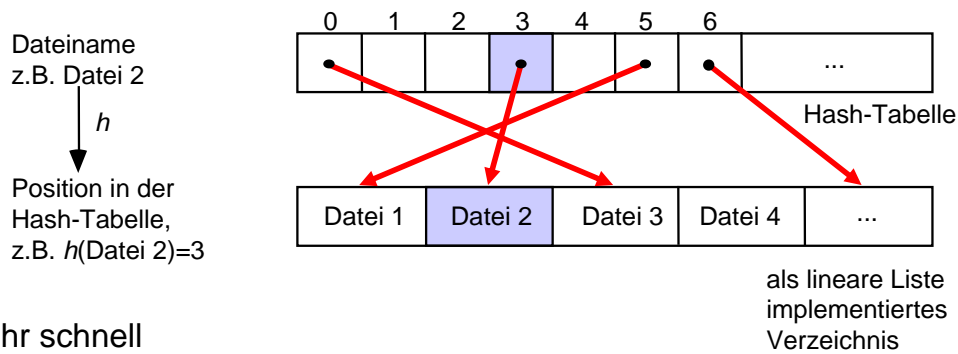 0 1 2 3 4 5 6
Dateiname
z.B. Datei 2
...
Hash-Tabelle
h
Position in der
Hash-Tabelle,
z.B. h(Datei 2)=3
Datei 1 Datei 2 Datei 3 Datei 4 ...
als lineare Liste
implementiertes
Verzeichnis
hr schnell